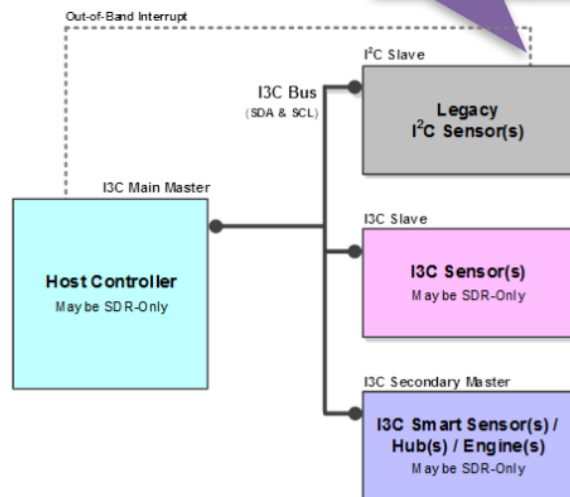 Out-of-Band Interrupt
I²C Slave
I3C Bus
(SDA & SCL)
Legacy
I²C Sensor(s)
I3C Main Master
I3C Slave
Host Controller
May be SDR-Only
I3C Sensor(s)
May be SDR-Only
I3C Secondary Master
I3C Smart Sensor(s) /
Hub(s) / Engine(s)
May be SDR-Only